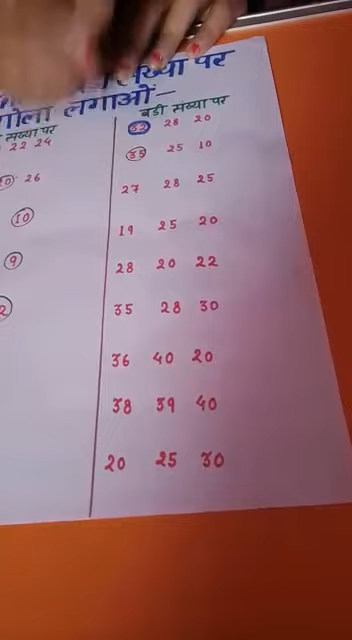 संख्या पर
गोला लगाओं-
संख्या पर
22 24
26
10
9
बडी संख्या पर
32 28 20
35 25 10
27 28 25
19 25 20
28 20 22
35 28 30
36 40 20
38 39 40
20 25 30